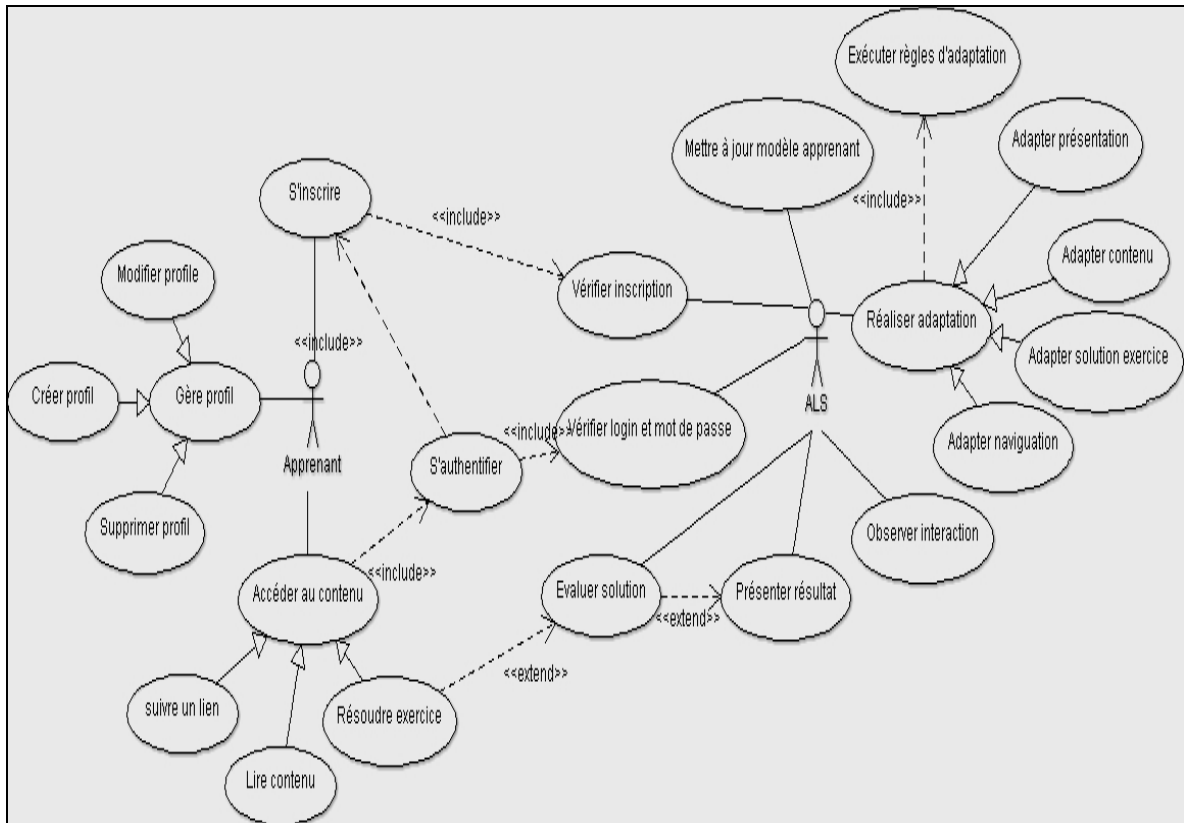 Exécuter règles d'adaptation
Mettre à jour modèle apprenant
Adapter présentation
S'inscrire
<<include>>
<<include>>
Modifier profile
Vérifier inscription
Adapter contenu
Réaliser adaptation
<<include>>
Adapter solution exercice
Créer profil
Gère profil
ALS
Vérifier login et mot de passe
<<include>>
Adapter naviguation
Apprenant
S'authentifier
Supprimer profil
Observer interaction
<<include>>
Accéder au contenu
Evaluer solution
Présenter résultat
<<extend>>
<<extend>>
suivre un lien
Résoudre exercice
Lire contenu